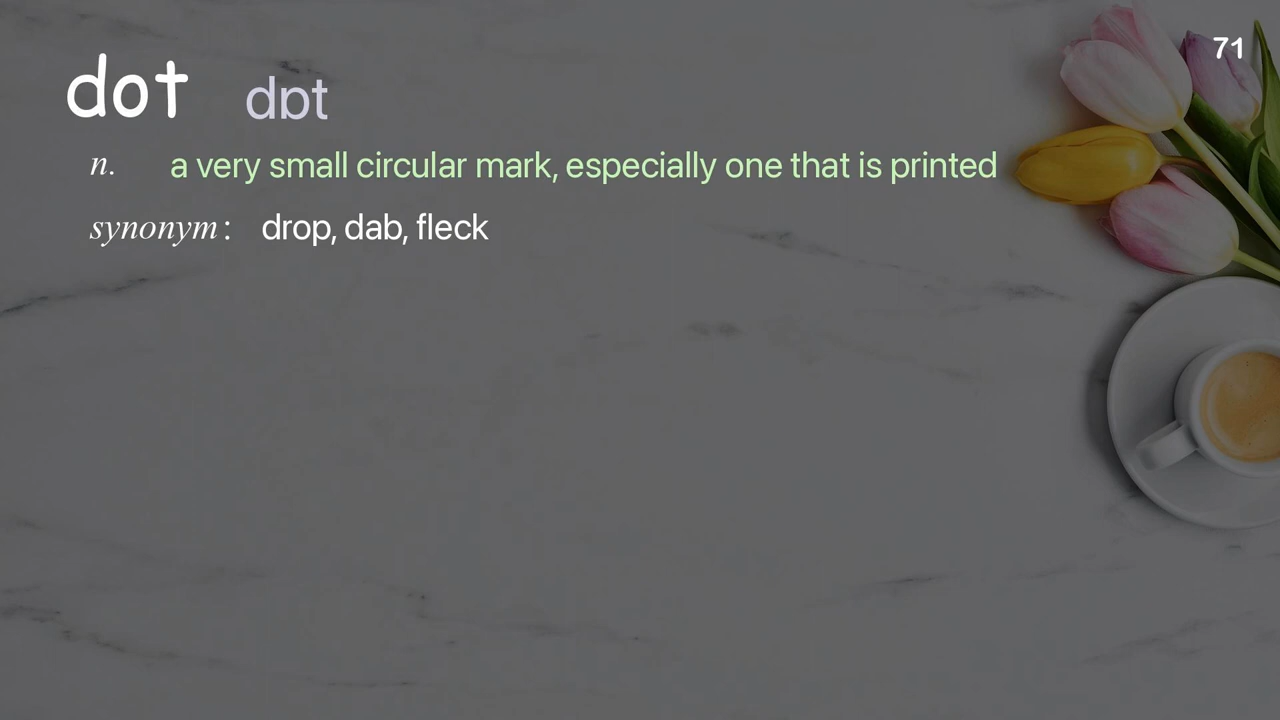 71
dot dɒt
n. a very small circular mark, especially one that is printed
synonym: drop, dab, fleck